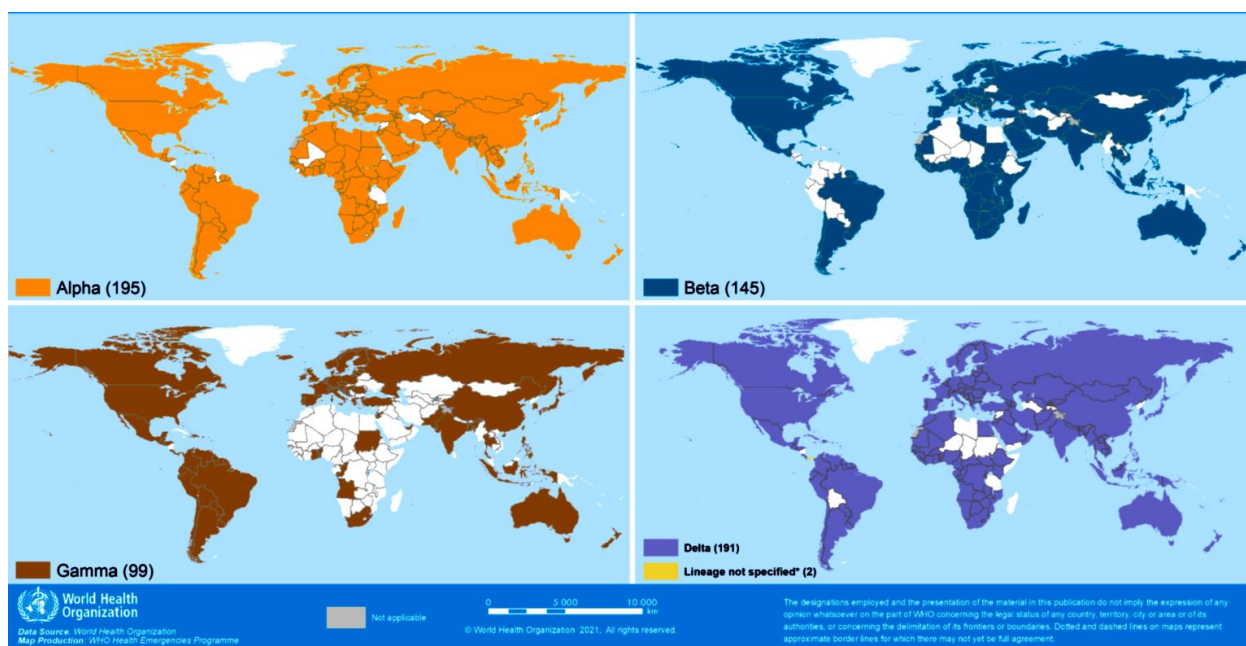 Alpha (195)
Beta (145)
Gamma (99)
Delta (191)
Lineage not specified* (2)
World Health
Organization
Data Source: World Health Organization
Map Production: WHO Health Emergencies Programme
Not applicable
0 5 000 10 000
km
© World Health Organization 2021, All rights reserved.
The designations employed and the presentation of the material in this publication do not imply the expression of any
opinion whatsoever on the part of WHO concerning the legal status of any country, territory, city or area or of its
authorities, or concerning the delimitation of its frontiers or boundaries. Dotted and dashed lines on maps represent
approximate border lines for which there may not yet be full agreement.